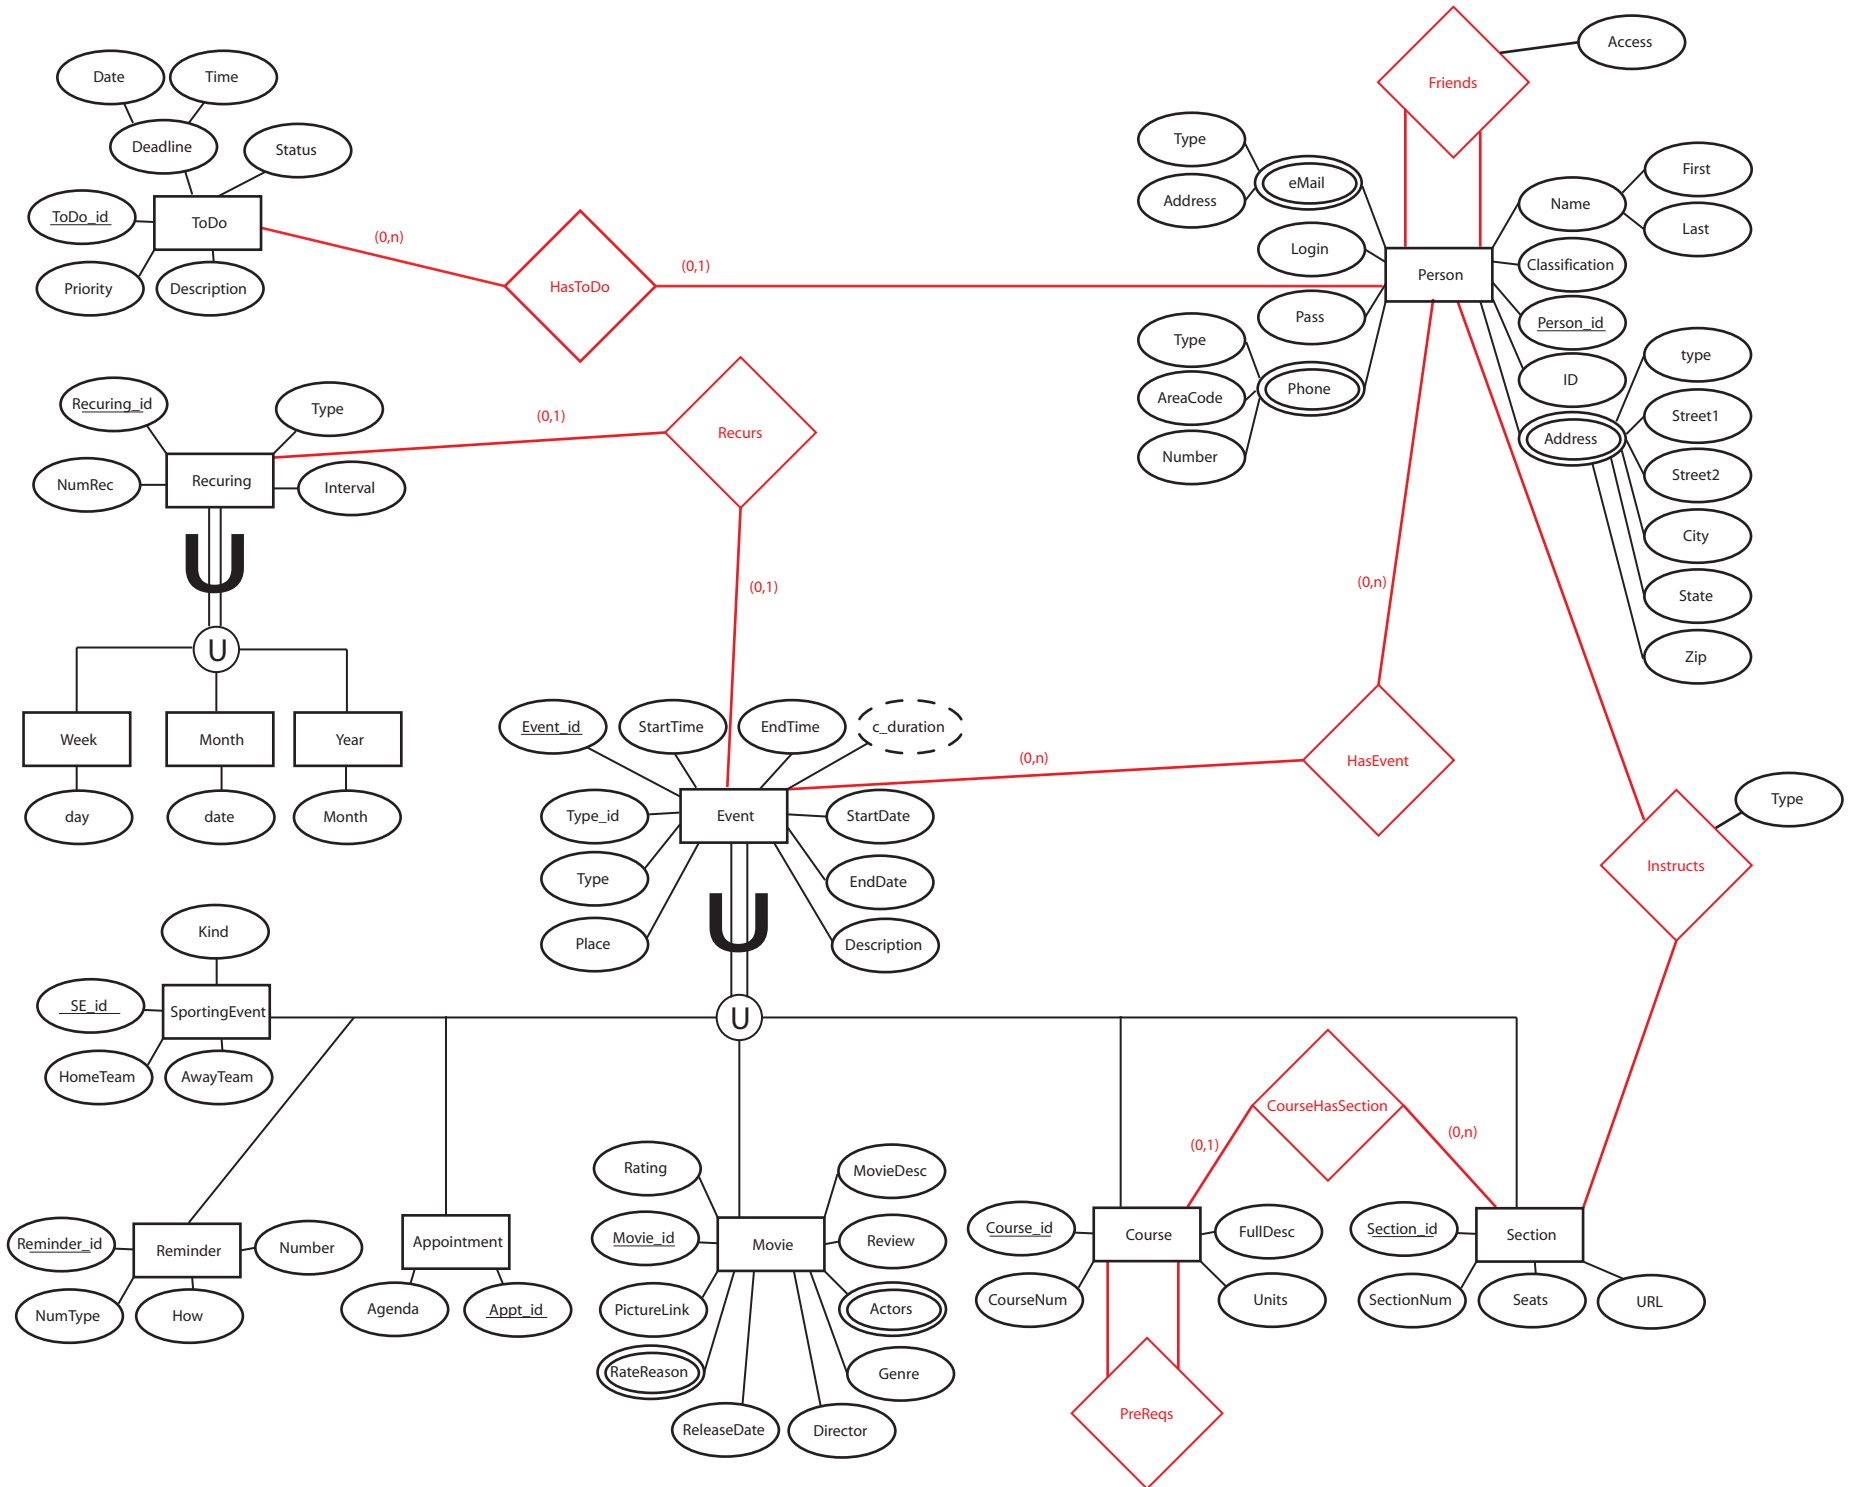 Access
Friends
Date
Time
Deadline
Status
ToDo_id
ToDo
Priority
Description
(0,n)
HasToDo
(0,1)
Type
Address
eMail
Login
Pass
Type
AreaCode
Number
Phone
Person
Name
First
Last
Classification
Person_id
ID
Address
type
Street1
Street2
City
State
Zip
Recuring_id
Type
NumRec
Recuring
Interval
(0,1)
Recurs
(0,1)
U
U
Week
Month
Year
day
date
Month
(0,n)
HasEvent
(0,n)
Event_id
StartTime
EndTime
c_duration
Type_id
Event
StartDate
Type
EndDate
Place
Description
U
U
Type
Instructs
Kind
SE_id
SportingEvent
HomeTeam
AwayTeam
Reminder_id
Reminder
Number
NumType
How
Appointment
Agenda
Appt_id
Rating
MovieDesc
Movie_id
Movie
Review
PictureLink
Actors
RateReason
Genre
ReleaseDate
Director
CourseHasSection
(0,1)
(0,n)
Course_id
Course
FullDesc
CourseNum
Units
PreReqs
Section_id
Section
SectionNum
Seats
URL